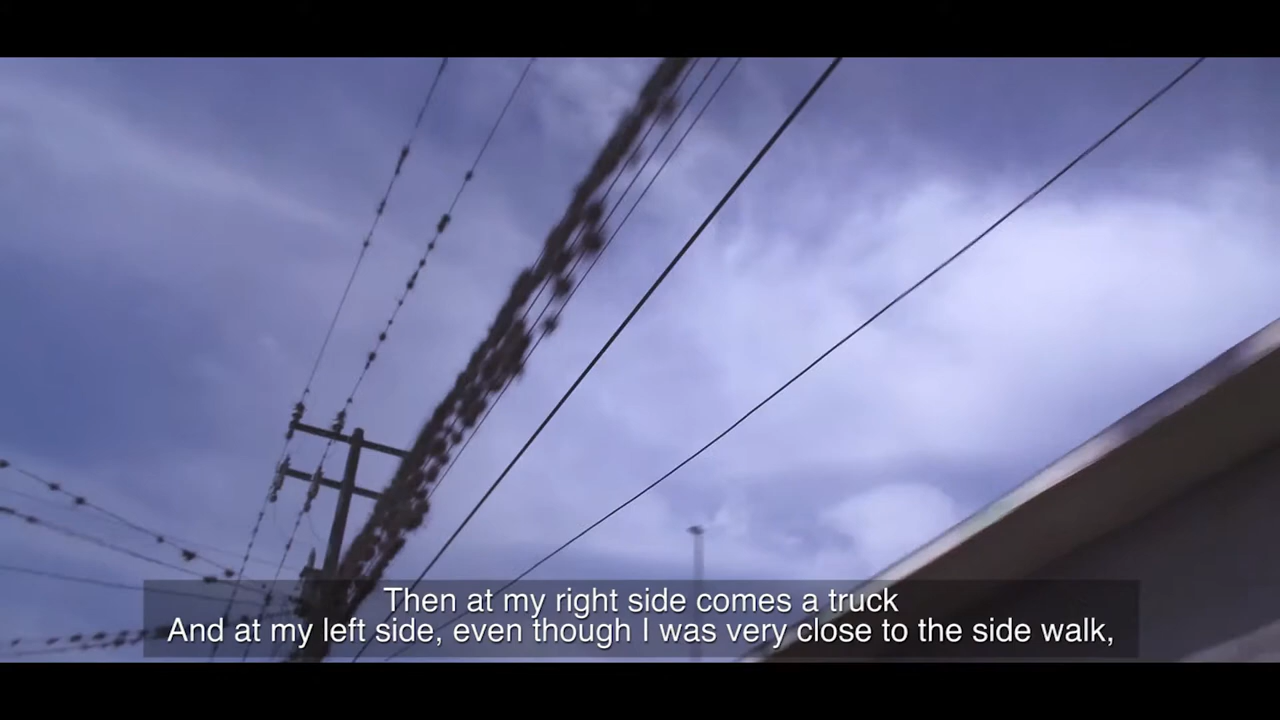 Then at my right side comes a truck
And at my left side, even though I was very close to the side walk,